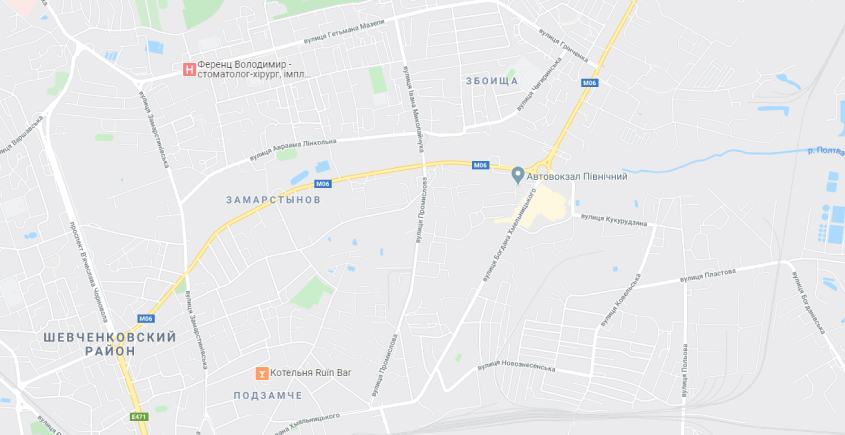 вулиця Гетьмана Мазепи
вулиця Грінченка
Ференц Володимир -
стоматолог-хірург, імпл...
ЗБОИЩА
вулиця Чигиринська
M06
вулиця Замарстинівська
вулиця Варшавська
вулиця Івана Миколайчука
вулиця Авраама Лінкольна
р. Полтва
M06
Автовокзал Північний
M06
ЗАМАРСТЫНОВ
вулиця Промислова
вулиця Богдана Хмельницького
вулиця Кукурудзяна
проспект В'ячеслава Чорновола
вулиця Пластова
вулиця Богданівська
вулиця Ковельська
M06
ШЕВЧЕНКОВСКИЙ
РАЙОН
вулиця Замарстинівська
вулиця Промислова
вулиця Новознесенська
вулиця Польова
Котельня Ruin Bar
ПОДЗАМЧЕ
E471
Хмельницького